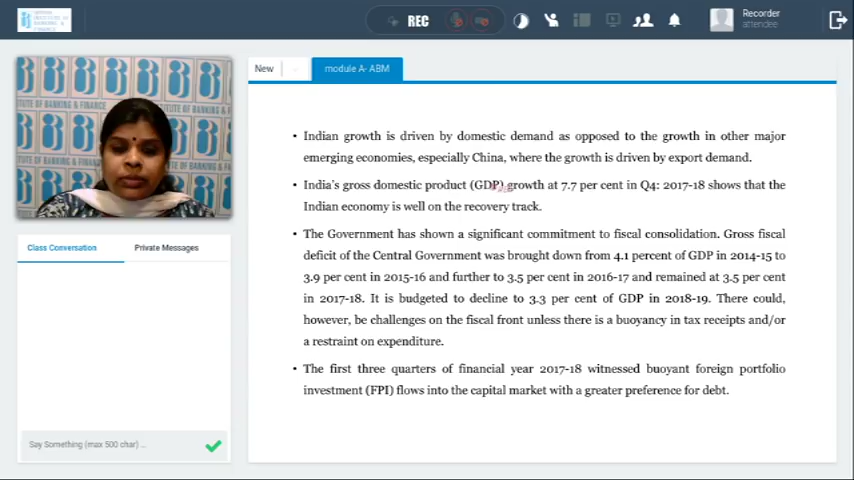 REC
Recorder
attendee
INDIAN
INSTITUTE OF
BANKING &
FINANCE
New
module A- ABM
ITUTE OF BANKING & FINANCE
• Indian growth is driven by domestic demand as opposed to the growth in other major
emerging economies, especially China, where the growth is driven by export demand.
• India's gross domestic product (GDP) growth at 7.7 per cent in Q4: 2017-18 shows that the
Indian economy is well on the recovery track.
• The Government has shown a significant commitment to fiscal consolidation. Gross fiscal
deficit of the Central Government was brought down from 4.1 percent of GDP in 2014-15 to
3.9 per cent in 2015-16 and further to 3.5 per cent in 2016-17 and remained at 3.5 per cent
in 2017-18. It is budgeted to decline to 3.3 per cent of GDP in 2018-19. There could,
however, be challenges on the fiscal front unless there is a buoyancy in tax receipts and/or
a restraint on expenditure.
• The first three quarters of financial year 2017-18 witnessed buoyant foreign portfolio
investment (FPI) flows into the capital market with a greater preference for debt.
Class Conversation
Private Messages
Say Something (max 500 char) ...